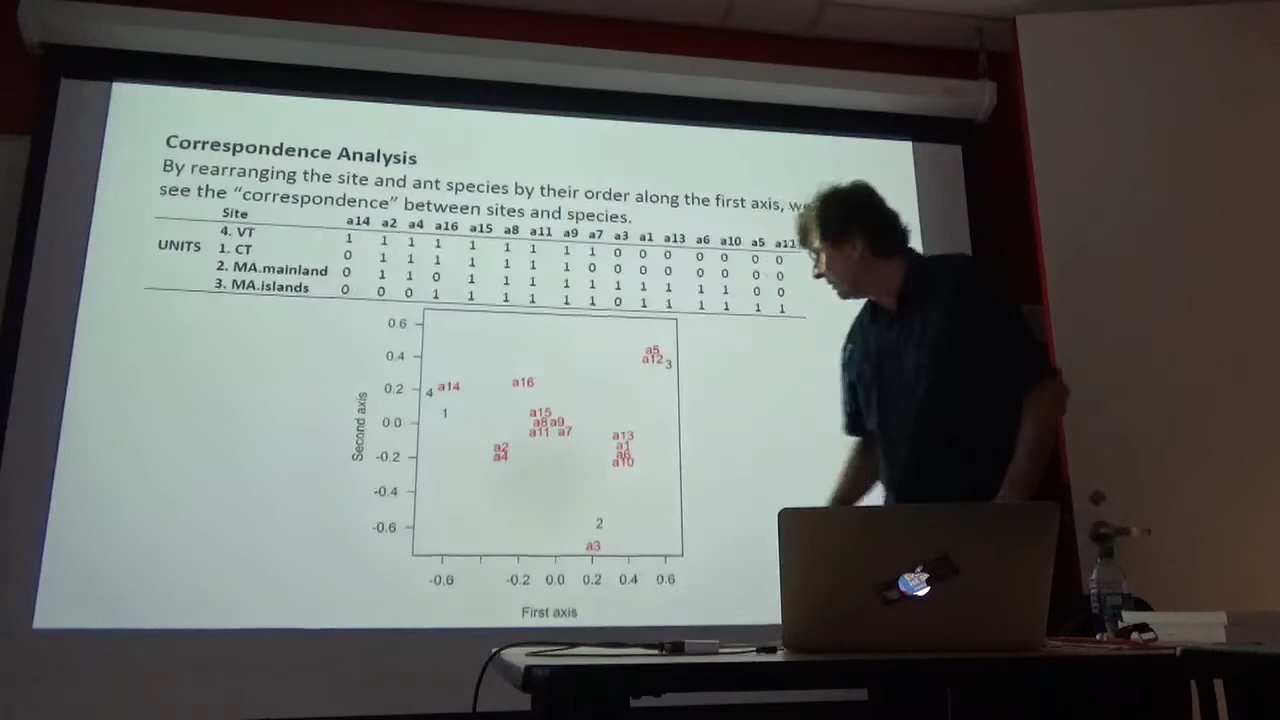 Correspondence Analysis
By rearranging the site and ant species by their order along the first axis, we
see the “correspondence” between sites and species.
Site a14 a2 a4 a16 a15 a8 a11 a9 a7 a3 a1 a13 a6 a10 a5 a11
4. VT 1 1 1 1 1 1 1 1 1 0 0 0 0 0 0 0
UNITS 1. CT 0 1 1 1 1 1 1 1 0 0 0 0 0 0 0 0
2. MA.mainland 0 1 1 0 1 1 1 1 1 1 1 1 1 1 0 0
3. MA.islands 0 0 0 1 1 1 1 1 1 0 1 1 1 1 1 1
0.6
0.4
0.2
0.0
-0.2
-0.4
-0.6
Second axis
a5
a12 3
4 a14
a16
1
a15
a8 a9
a11 a7
a13
a1
a6
a10
a2
a4
2
a3
-0.6 -0.2 0.0 0.2 0.4 0.6
First axis